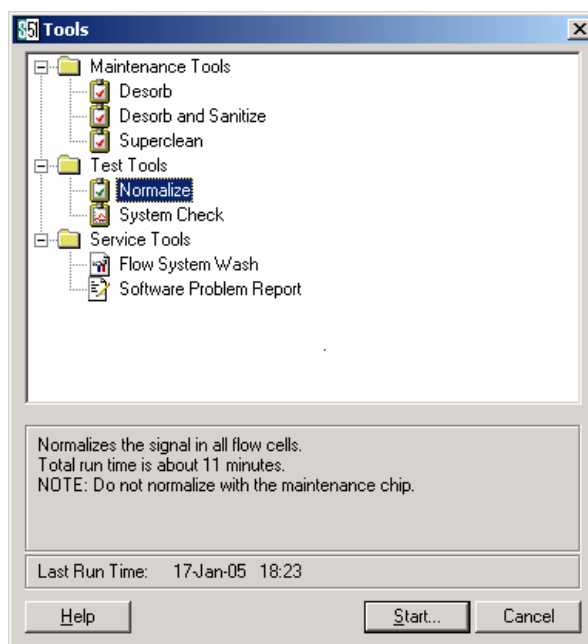 S51 Tools
Maintenance Tools
Desorb
Desorb and Sanitize
Superclean
Test Tools
Normalize
System Check
Service Tools
Flow System Wash
Software Problem Report
Normalizes the signal in all flow cells.
Total run time is about 11 minutes.
NOTE: Do not normalize with the maintenance chip.
Last Run Time: 17-Jan-05 18:23
Help Start... Cancel